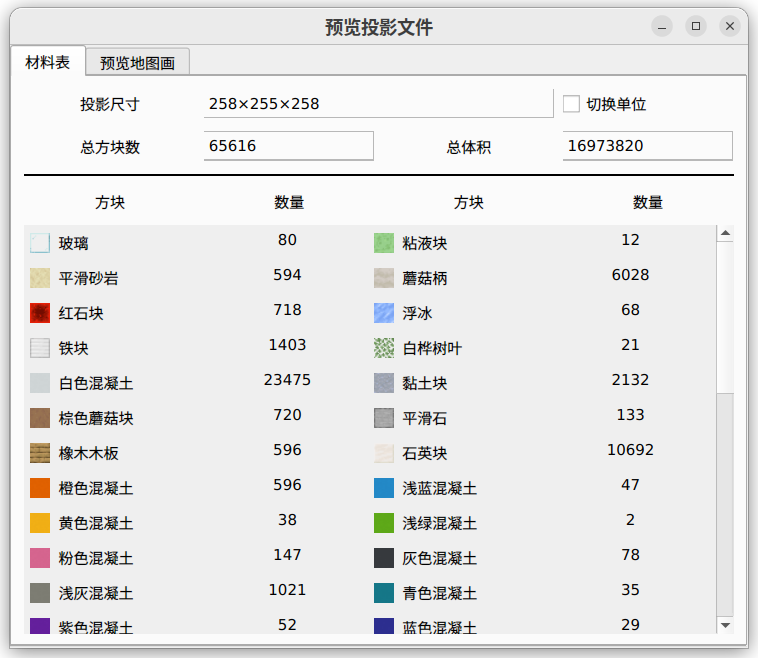 预览投影文件
材料表 预览地图画
投影尺寸 258×255×258 切换单位
总方块数 65616 总体积 16973820
方块 数量 方块 数量
玻璃 80 粘液块 12
平滑砂岩 594 蘑菇柄 6028
红石块 718 浮冰 68
铁块 1403 白桦树叶 21
白色混凝土 23475 黏土块 2132
棕色蘑菇块 720 平滑石 133
橡木木板 596 石英块 10692
橙色混凝土 596 浅蓝混凝土 47
黄色混凝土 38 浅绿混凝土 2
粉色混凝土 147 灰色混凝土 78
浅灰混凝土 1021 青色混凝土 35
紫色混凝土 52 蓝色混凝土 29